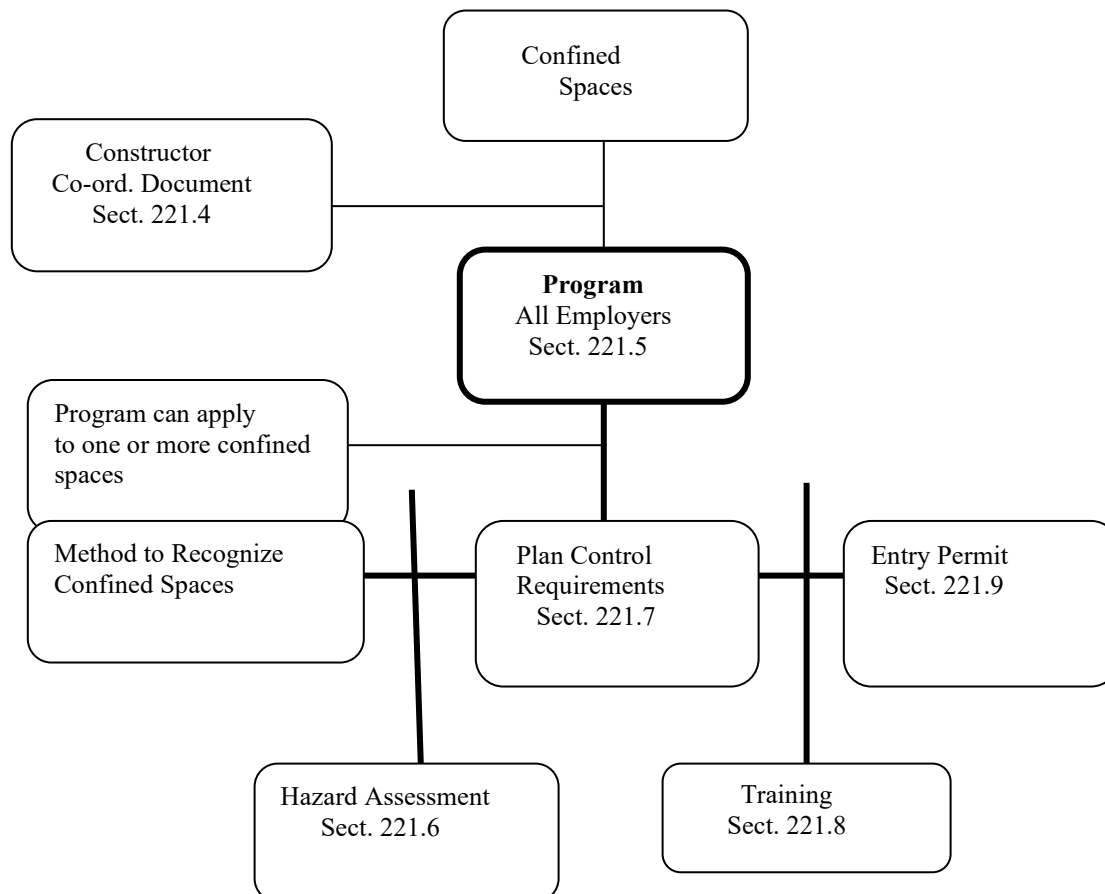 Confined
Spaces
Constructor
Co-ord. Document
Sect. 221.4
Program
All Employers
Sect. 221.5
Program can apply
to one or more confined
spaces
Method to Recognize
Confined Spaces
Plan Control
Requirements
Sect. 221.7
Entry Permit
Sect. 221.9
Hazard Assessment
Sect. 221.6
Training
Sect. 221.8